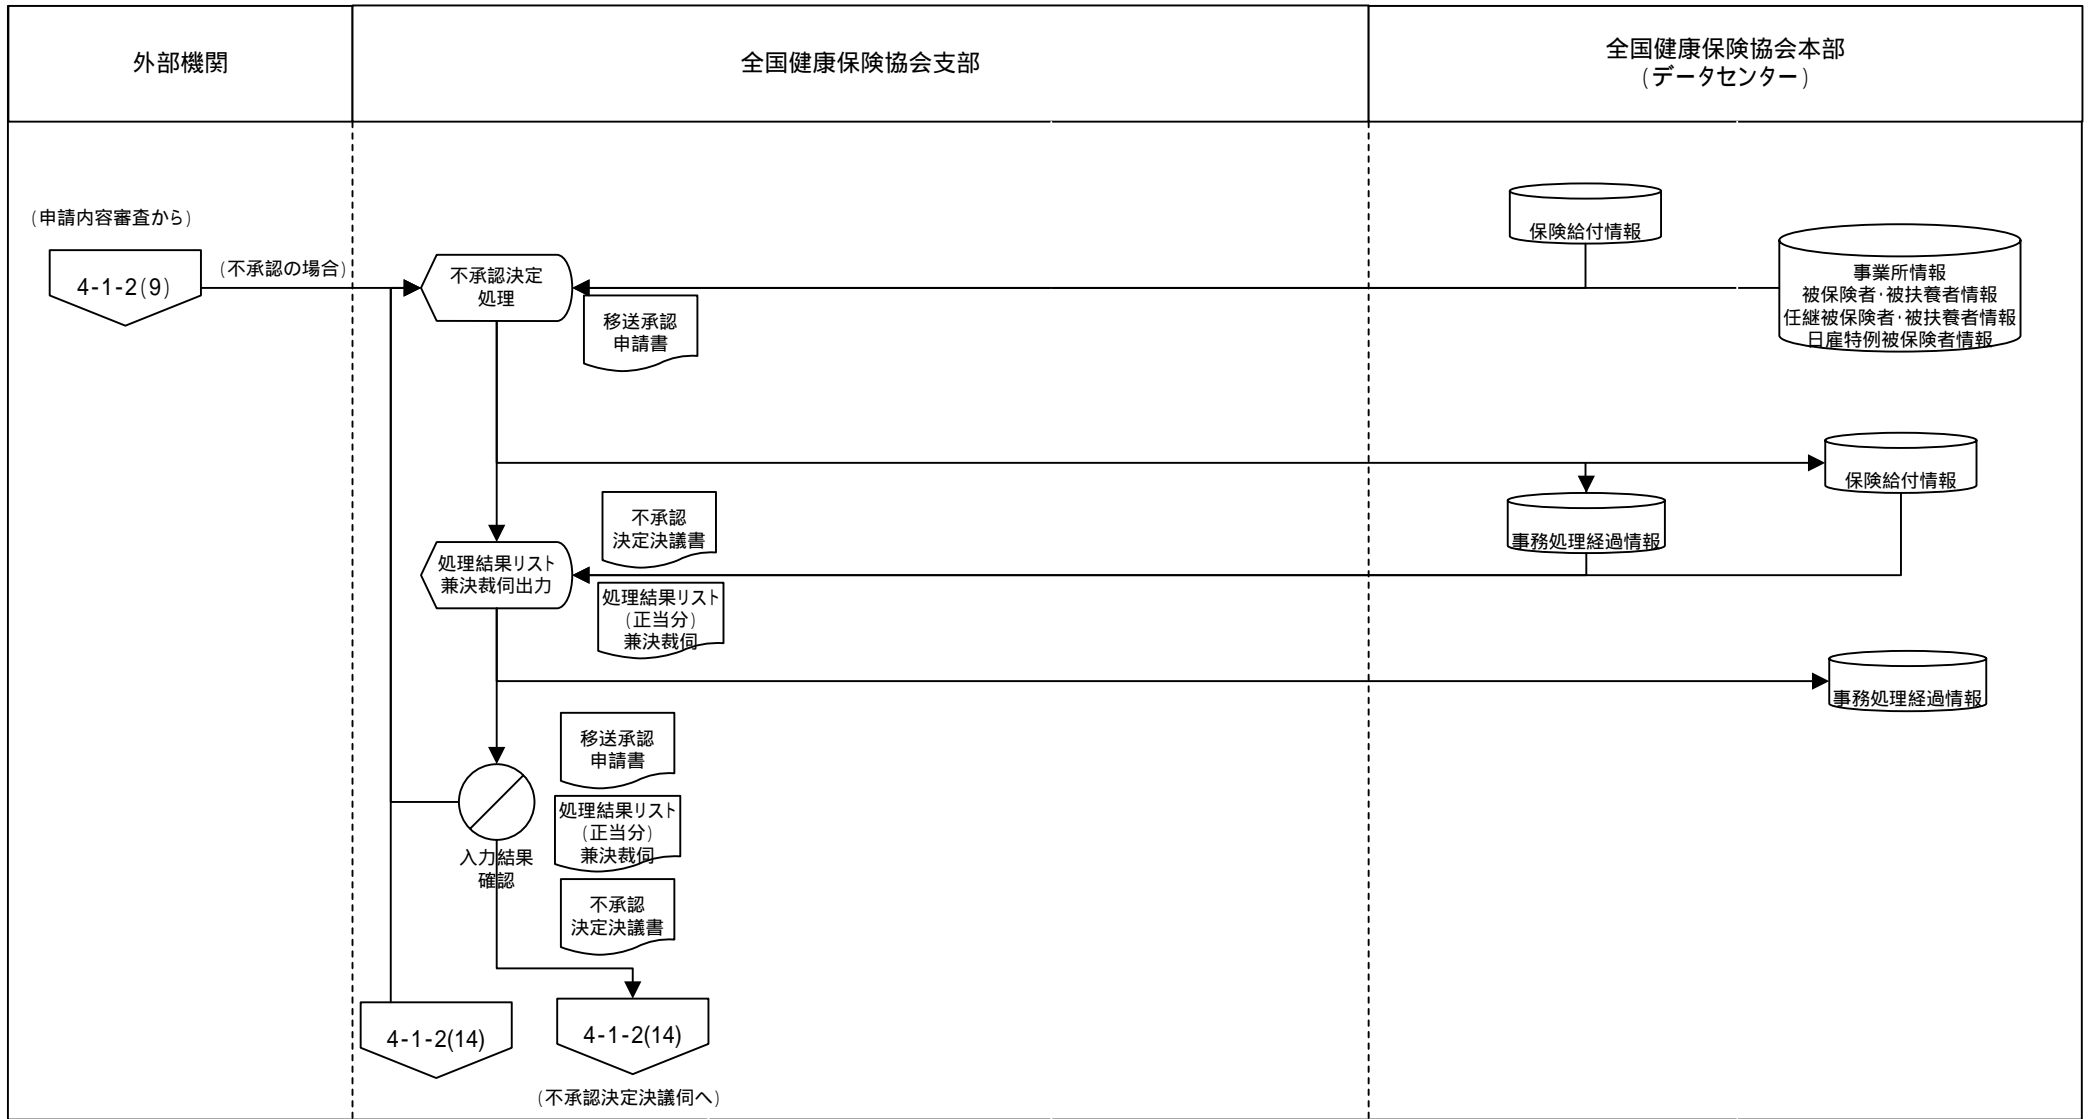 外部機関
全国健康保険協会支部
全国健康保険協会本部
(データセンター)
(申請内容審査から)
4-1-2(9)
(不承認の場合)
不承認決定
処理
移送承認
申請書
保険給付情報
事業所情報
被保険者・被扶養者情報
任継被保険者・被扶養者情報
日雇特例被保険者情報
保険給付情報
事務処理経過情報
不承認
決定決議書
処理結果リスト
兼決裁伺出力
処理結果リスト
(正当分)
兼決裁伺
事務処理経過情報
移送承認
申請書
処理結果リスト
(正当分)
兼決裁伺
入力結果
確認
不承認
決定決議書
4-1-2(14)
4-1-2(14)
(不承認決定決議伺へ)